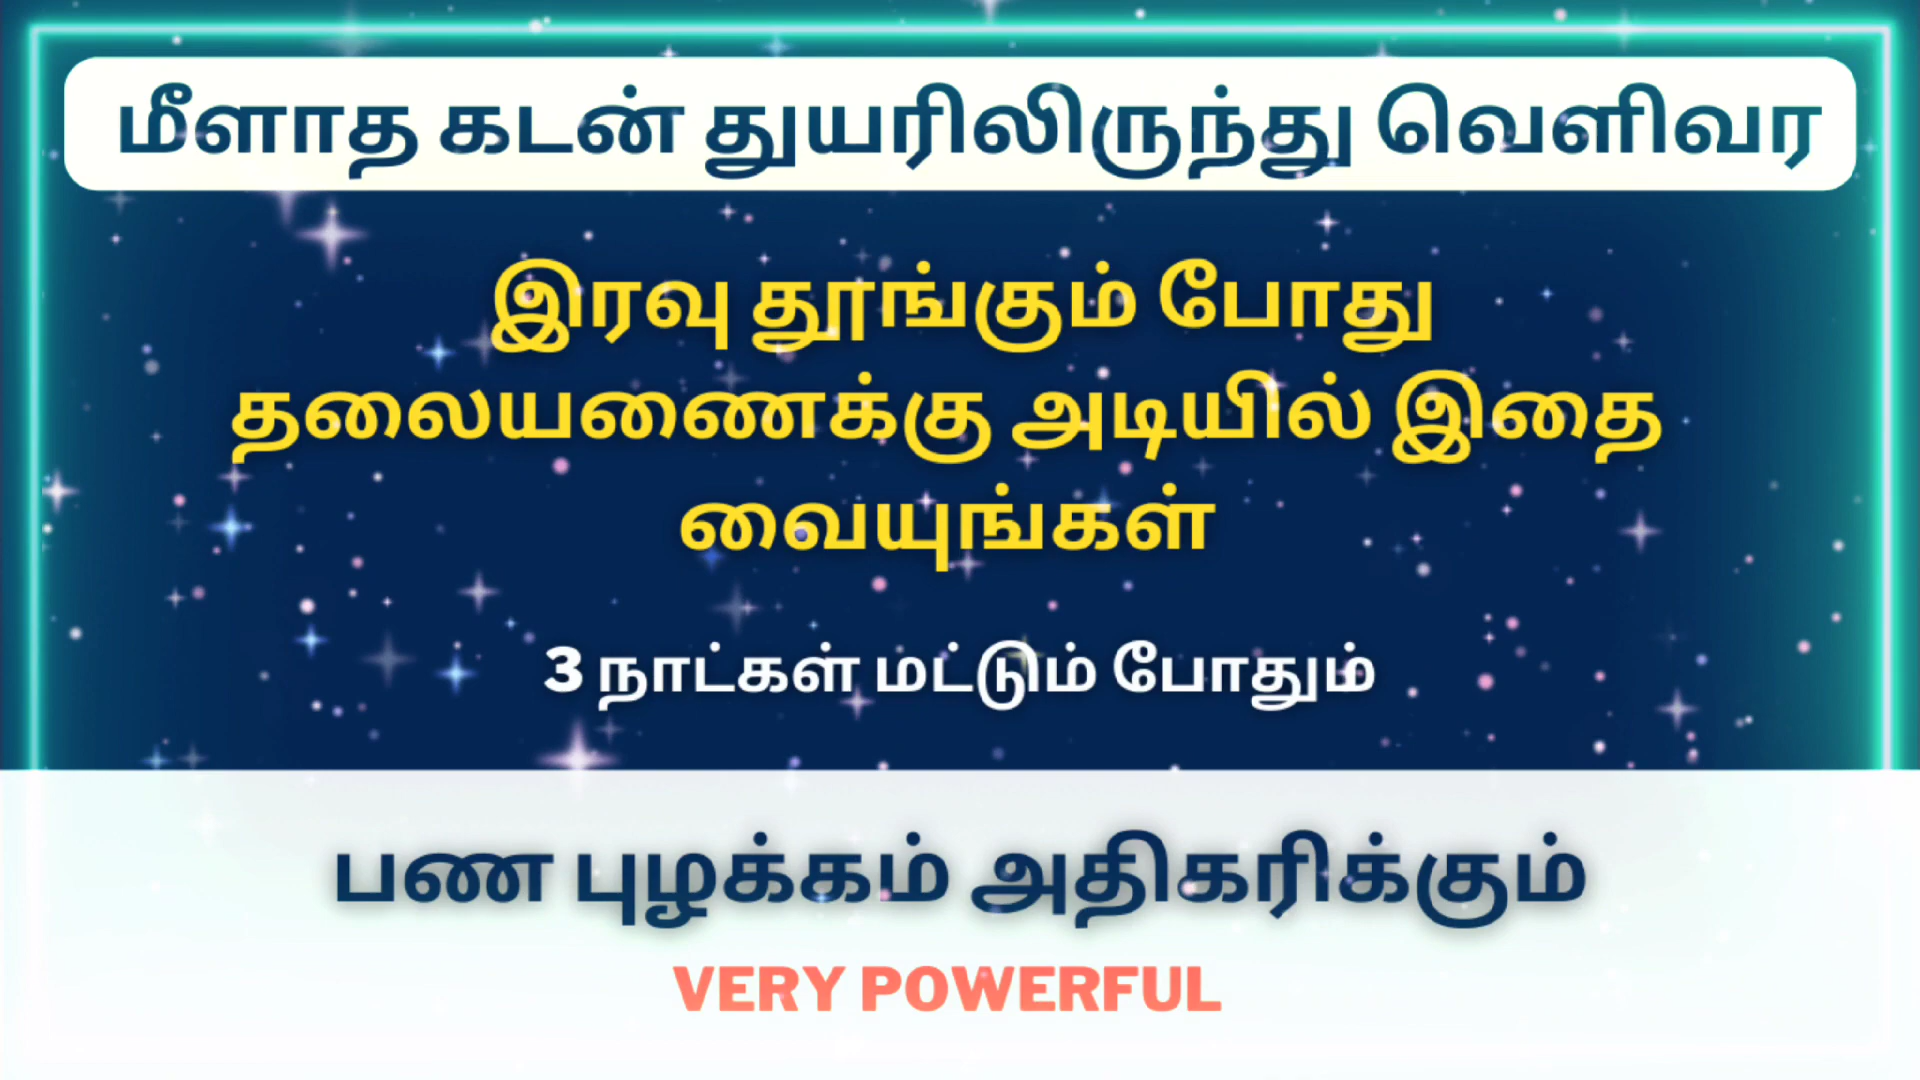 மீளாத கடன் துயரிலிருந்து வெளிவர
இரவு தூங்கும் போது
தலையணைக்கு அடியில் இதை
வையுங்கள்
3 நாட்கள் மட்டும் போதும்
பண புழக்கம் அதிகரிக்கும்
VERY POWERFUL